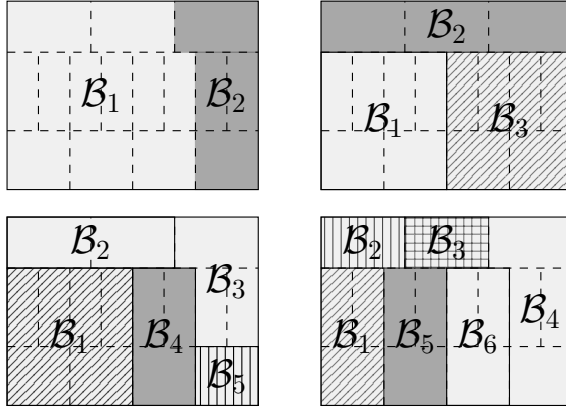 𝓑₁ 𝓑₂
𝓑₂
𝓑₁ 𝓑₃
𝓑₂
𝓑₃
𝓑₁ 𝓑₄
𝓑₅
𝓑₂ 𝓑₃
𝓑₄
𝓑₁ 𝓑₅ 𝓑₆